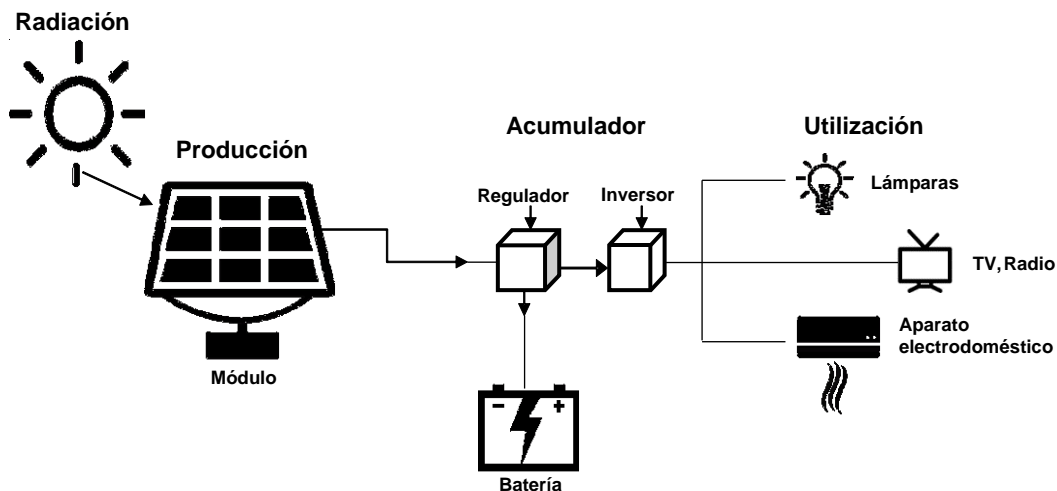 Radiación
Producción
Módulo
Acumulador
Regulador
Inversor
Batería
Utilización
Lámparas
TV, Radio
Aparato
electrodoméstico